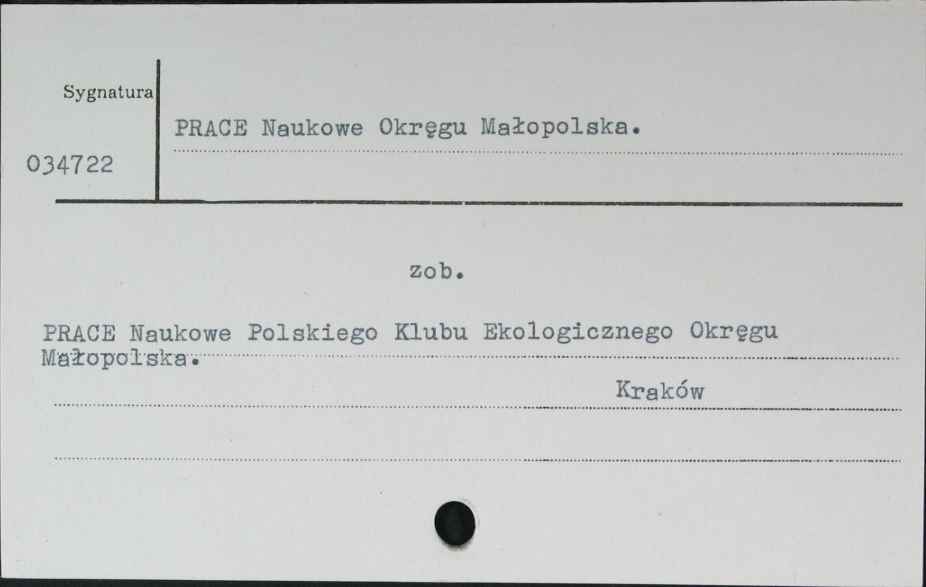 Sygnatura
PRACE Naukowe Okręgu Małopolska.
034722
zob.
PRACE Naukowe Polskiego Klubu Ekologicznego Okręgu
Małopolska.
Kraków